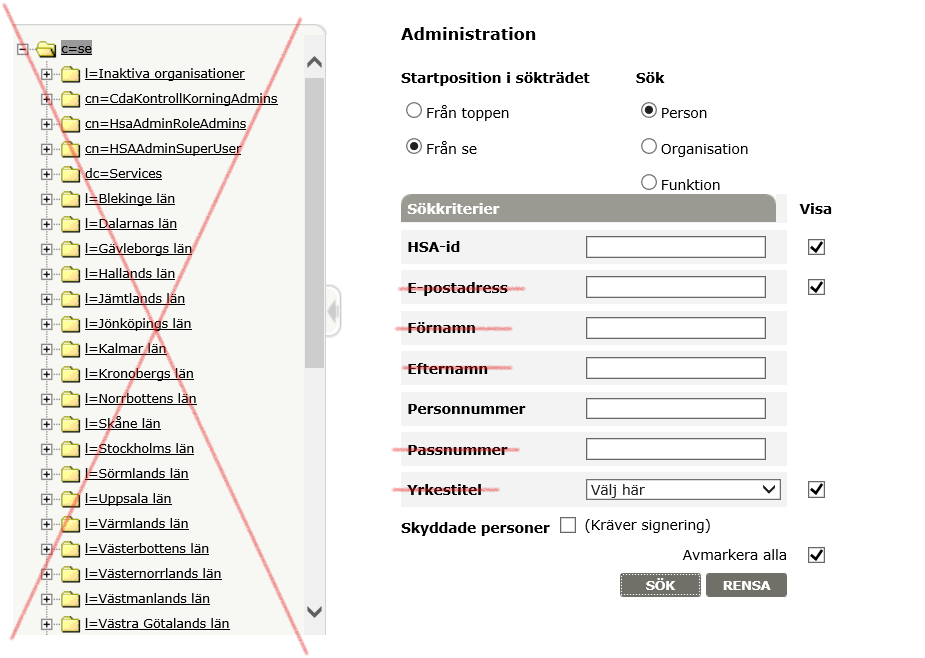 c=se
l=Inaktiva organisationer
cn=CdaKontrollKorningAdmins
cn=HsaAdminRoleAdmins
cn=HSAAdminSuperUser
dc=Services
l=Blekinge län
l=Dalarnas län
l=Gävleborgs län
l=Hallands län
l=Jämtlands län
l=Jönköpings län
l=Kalmar län
l=Kronobergs län
l=Norrbottens län
l=Skåne län
l=Stockholms län
l=Sörmlands län
l=Uppsala län
l=Värmlands län
l=Västerbottens län
l=Västernorrlands län
l=Västmanlands län
l=Västra Götalands län
Administration
Startposition i sökträdet
Från toppen
Från se
Sök
Person
Organisation
Funktion
Sökkriterier Visa
HSA-id
E-postadress
Förnamn
Efternamn
Personnummer
Passnummer
Yrkestitel Välj här
Skyddade personer (Kräver signering)
Avmarkera alla
SÖK RENSA